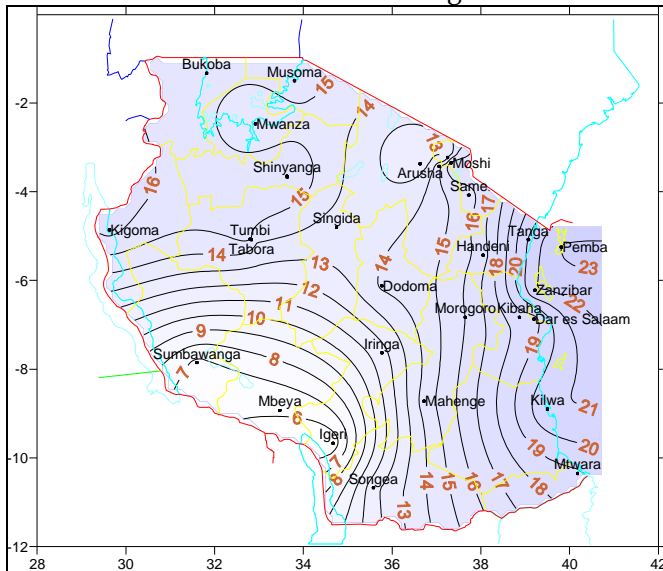 Bukoba
Musoma
15
14
-2
Mwanza
13
Moshi
Arusha
Shinyanga
16
Same
-4
15
16
17
Kigoma
Singida
Tumbi
Tabora
Tanga
Pemba
14
13
14
15
Handeni
18
20
23
-6
12
Dodoma
Zanzibar
11
22
10
Morogoro
Kibaha
Dar es Salaam
9
Iringa
19
Sumbawanga
8
-8
7
Mbeya
Mahenge
Kilwa
21
6
Igeri
19
20
-10
7
8
Songea
Mtwara
13
14
15
16
17
18
-12
28
30
32
34
36
38
40
42